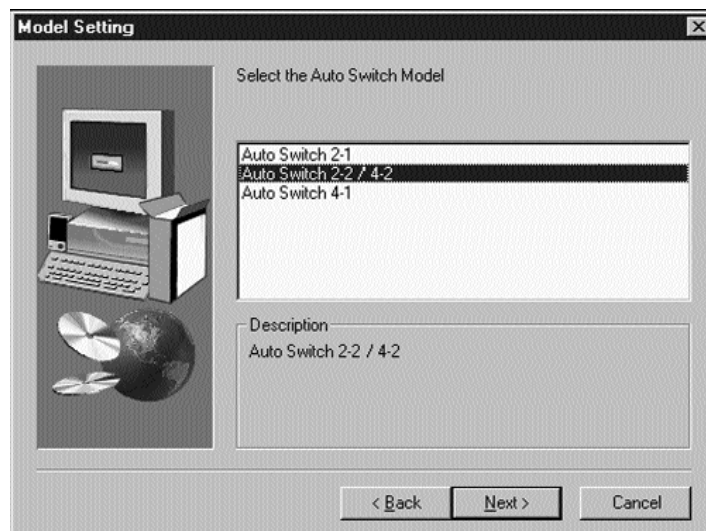 Model Setting
Select the Auto Switch Model
Auto Switch 2-1
Auto Switch 2-2 / 4-2
Auto Switch 4-1
Description
Auto Switch 2-2 / 4-2
< Back
Next >
Cancel